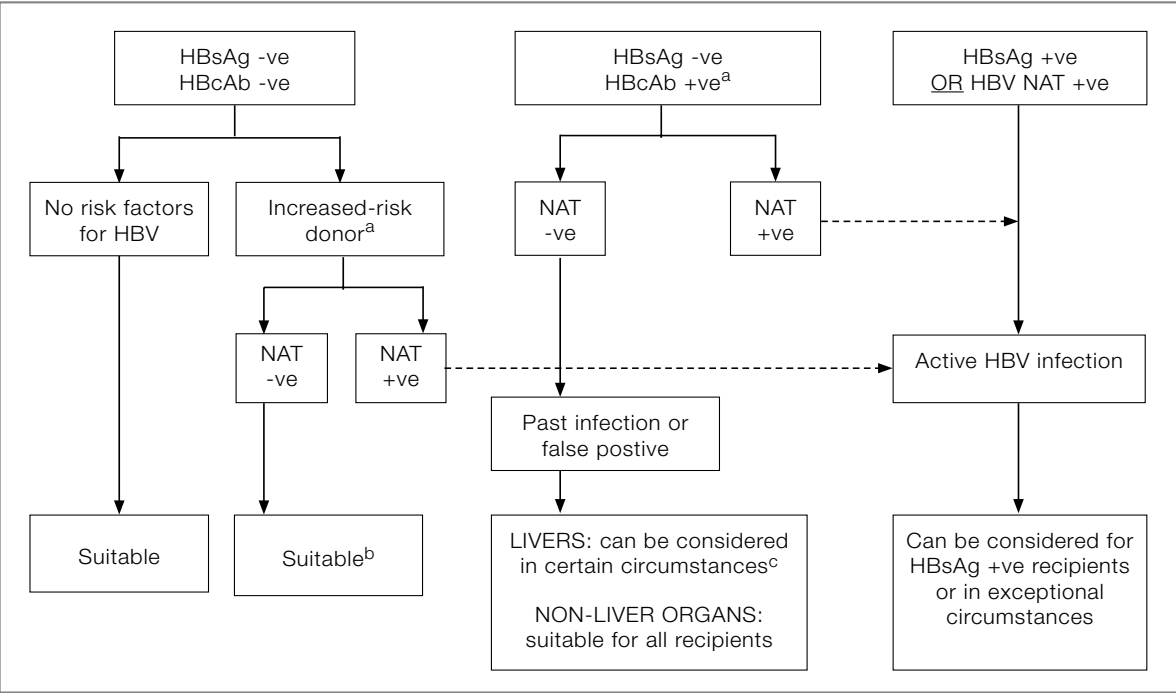 HBsAg -ve
HBcAb -ve
HBsAg -ve
HBcAb +veᵃ
HBsAg +ve
OR HBV NAT +ve
No risk factors
for HBV
Increased-risk
donorᵃ
NAT
-ve
NAT
+ve
NAT
-ve
NAT
+ve
Active HBV infection
Past infection or
false postive
Suitable
Suitableᵇ
LIVERS: can be considered
in certain circumstancesᶜ
NON-LIVER ORGANS:
suitable for all recipients
Can be considered for
HBsAg +ve recipients
or in exceptional
circumstances